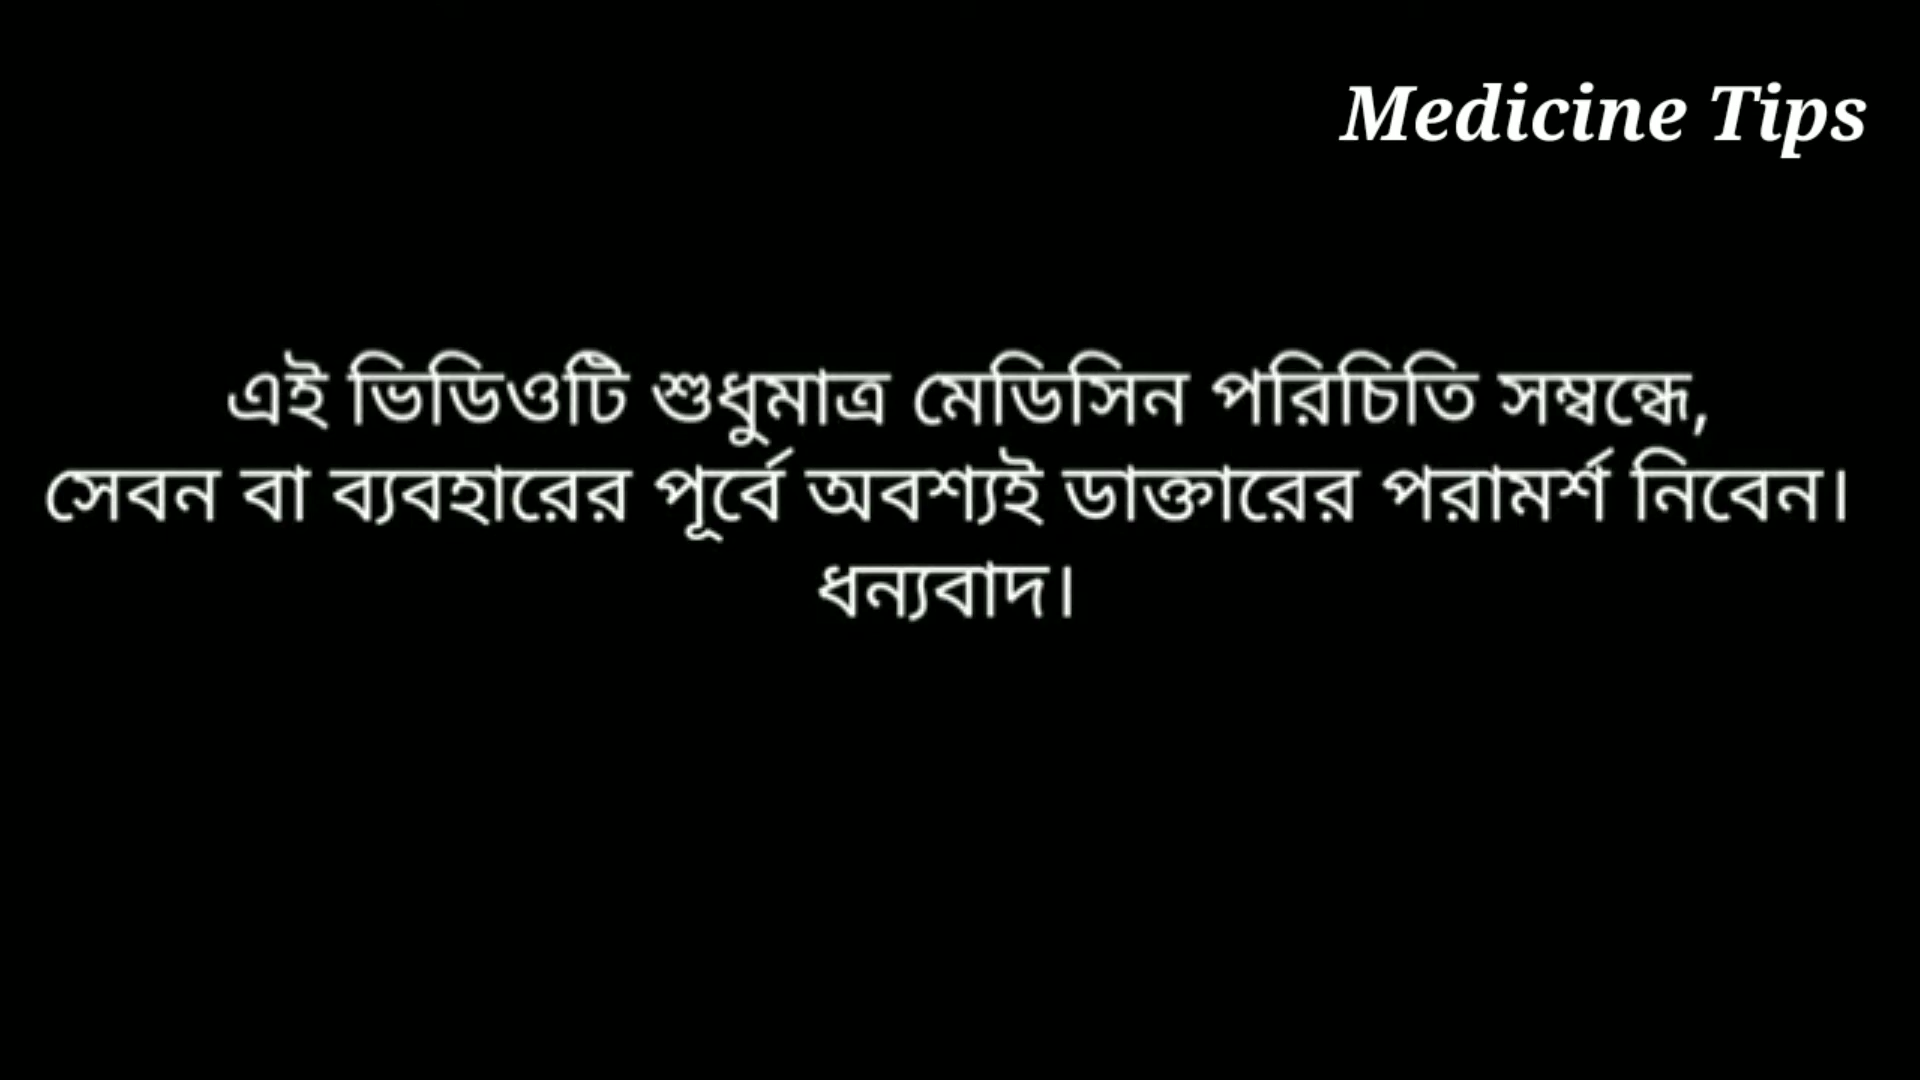 Medicine Tips
এই ভিডিওটি শুধুমাত্র মেডিসিন পরিচিতি সম্বন্ধে,
সেবন বা ব্যবহারের পূর্বে অবশ্যই ডাক্তারের পরামর্শ নিবেন।
ধন্যবাদ।